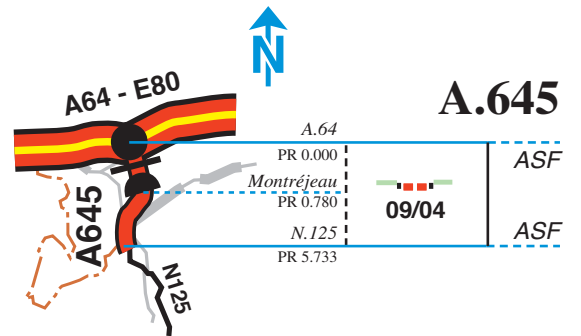 N
A64 - E80
A.645
A.64
PR 0.000
ASF
Montréjeau
PR 0.780
09/04
A645
N.125
ASF
PR 5.733
N125